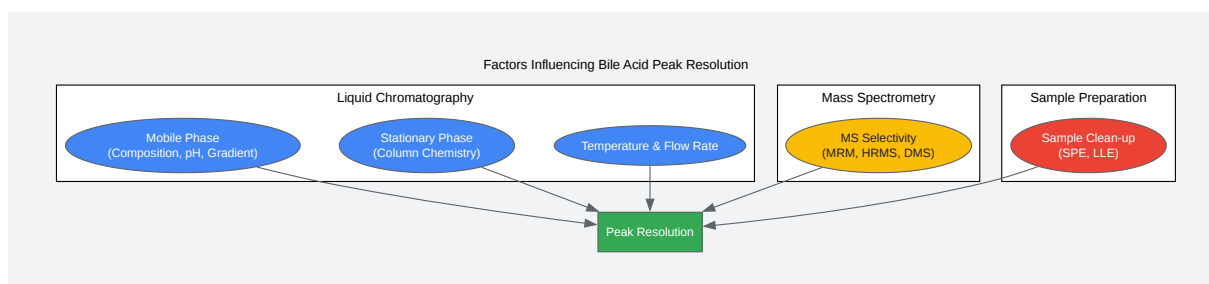 Factors Influencing Bile Acid Peak Resolution
Liquid Chromatography
Mass Spectrometry
Sample Preparation
Mobile Phase
(Composition, pH, Gradient)
Stationary Phase
(Column Chemistry)
Temperature & Flow Rate
MS Selectivity
(MRM, HRMS, DMS)
Sample Clean-up
(SPE, LLE)
Peak Resolution